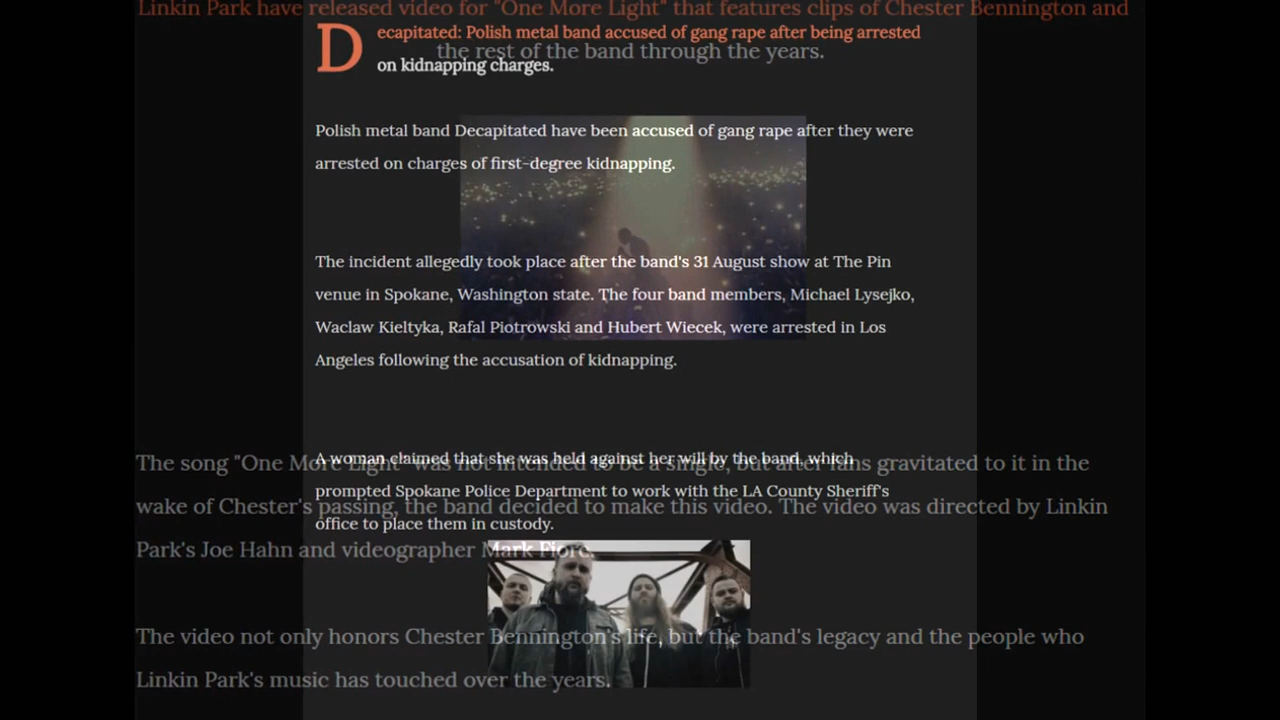 Linkin Park have released video for "One More Light" that features clips of Chester Bennington and
the rest of the band through the years.
Decapitated: Polish metal band accused of gang rape after being arrested
on kidnapping charges.
Polish metal band Decapitated have been accused of gang rape after they were
arrested on charges of first-degree kidnapping.
The incident allegedly took place after the band's 31 August show at The Pin
venue in Spokane, Washington state. The four band members, Michael Lysejko,
Waclaw Kieltyka, Rafal Piotrowski and Hubert Wiecek, were arrested in Los
Angeles following the accusation of kidnapping.
A woman claimed that she was held against her will by the band, which
prompted Spokane Police Department to work with the LA County Sheriff's
office to place them in custody.
The song "One More Light" was not intended to be a single, but after fans gravitated to it in the
wake of Chester's passing, the band decided to make this video. The video was directed by Linkin
Park's Joe Hahn and videographer Mark Fiore.
The video not only honors Chester Bennington's life, but the band's legacy and the people who
Linkin Park's music has touched over the years.